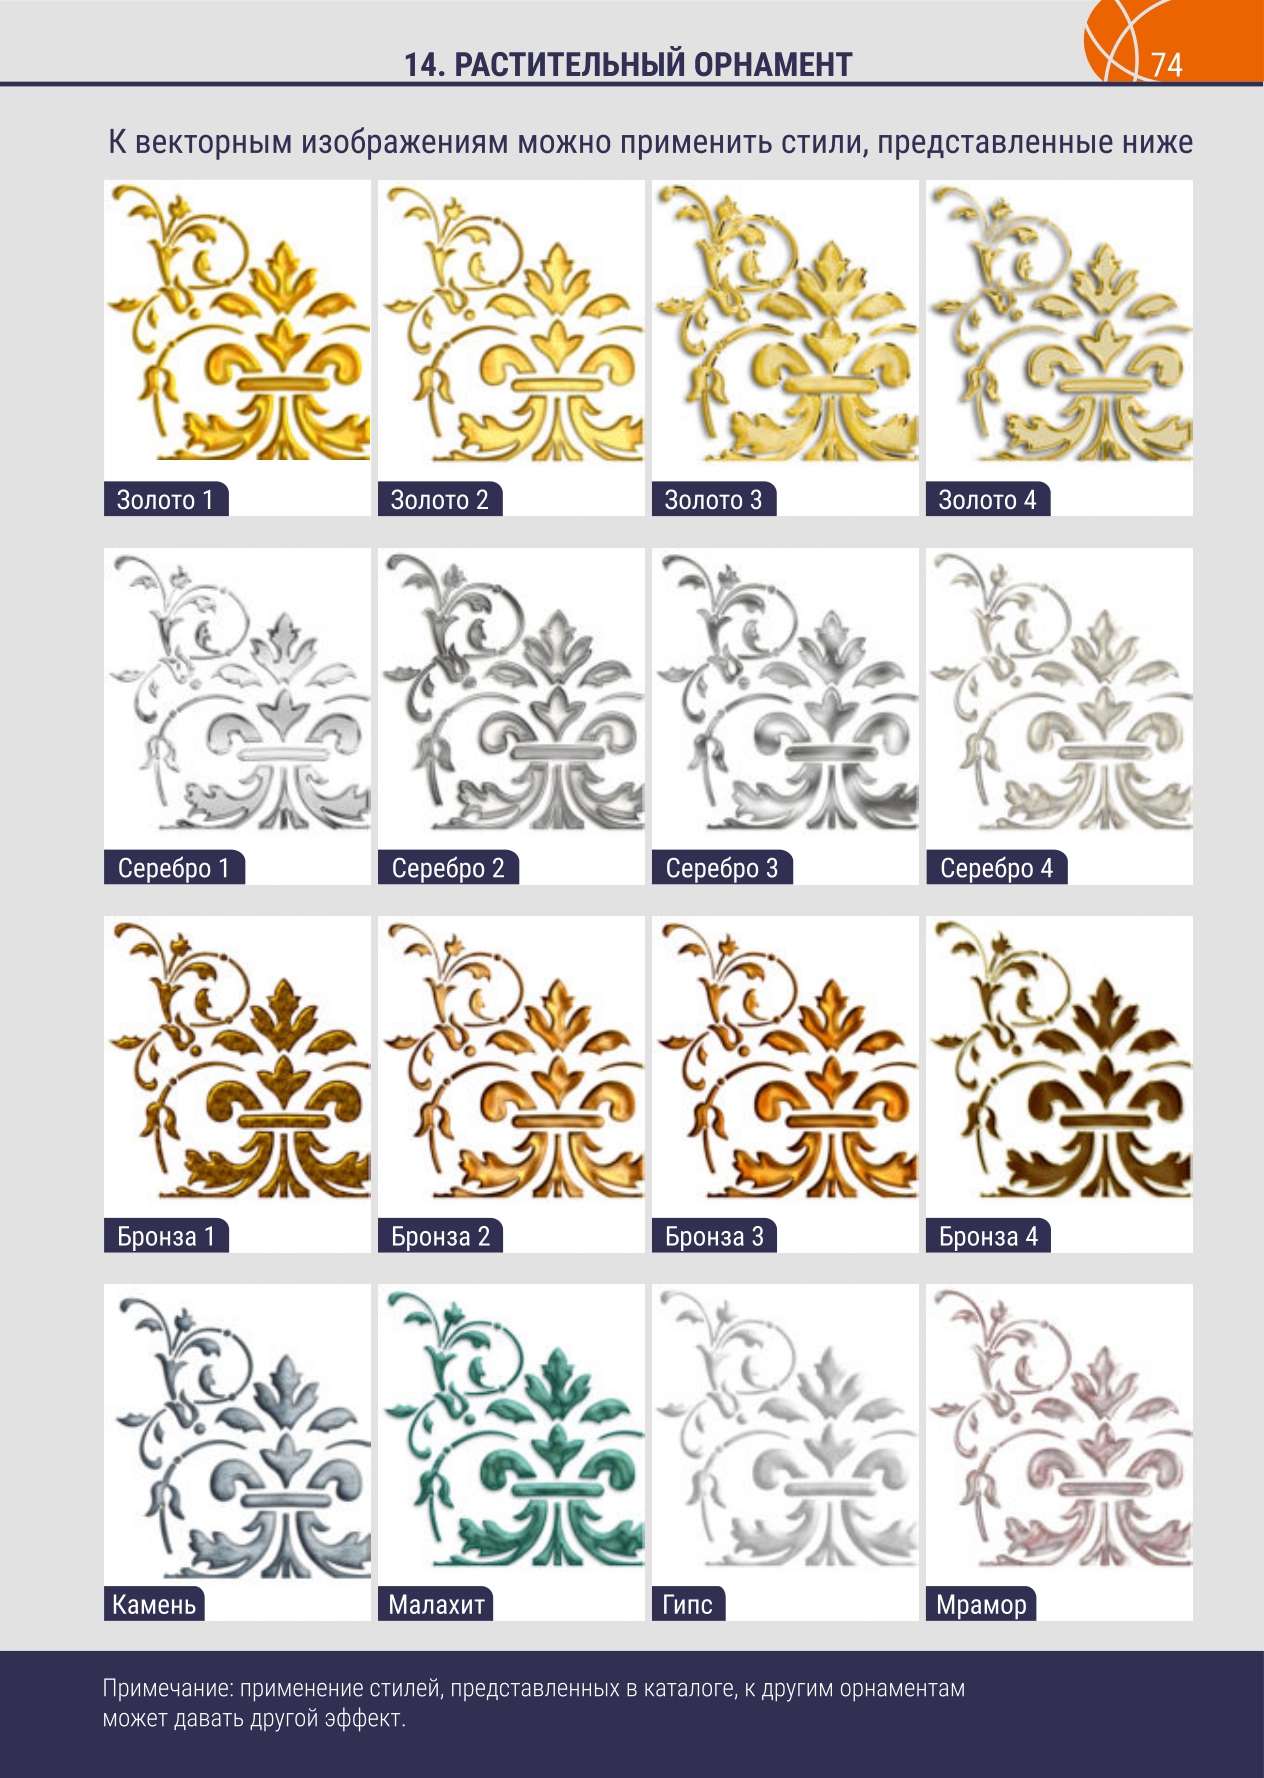 14. РАСТИТЕЛЬНЫЙ ОРНАМЕНТ
74
К векторным изображениям можно применить стили, представленные ниже
Золото 1
Золото 2
Золото 3
Золото 4
Серебро 1
Серебро 2
Серебро 3
Серебро 4
Бронза 1
Бронза 2
Бронза 3
Бронза 4
Камень
Малахит
Гипс
Мрамор
Примечание: применение стилей, представленных в каталоге, к другим орнаментам
может давать другой эффект.